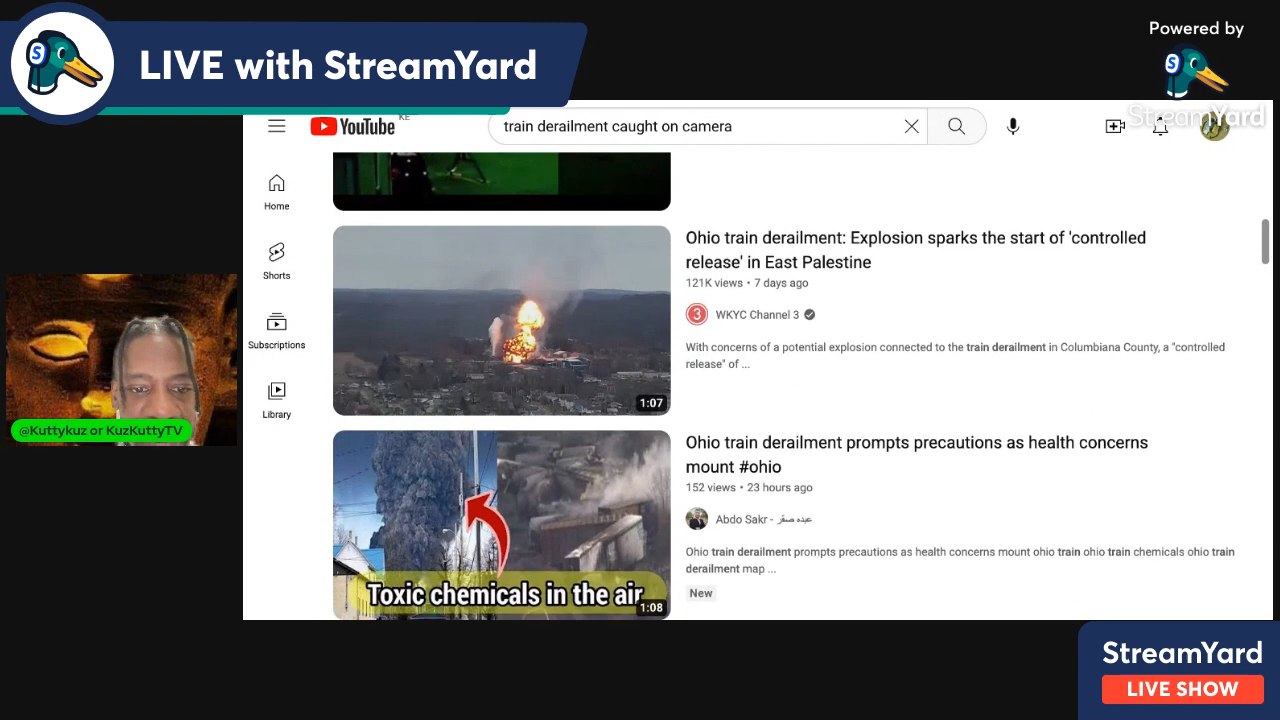 S
LIVE with StreamYard
Powered by
S
StreamYard
YouTube
KE
train derailment caught on camera
Home
Shorts
Subscriptions
Library
@Kuttykuz or KuzKuttyTV
Ohio train derailment: Explosion sparks the start of 'controlled
release' in East Palestine
121K views • 7 days ago
3
WKYC Channel 3
With concerns of a potential explosion connected to the train derailment in Columbiana County, a "controlled
release" of ...
1:07
Ohio train derailment prompts precautions as health concerns
mount #ohio
152 views • 23 hours ago
Abdo Sakr - عبده صقر
Ohio train derailment prompts precautions as health concerns mount ohio train ohio train chemicals ohio train
derailment map ...
New
Toxic chemicals in the air
1:08
StreamYard
LIVE SHOW